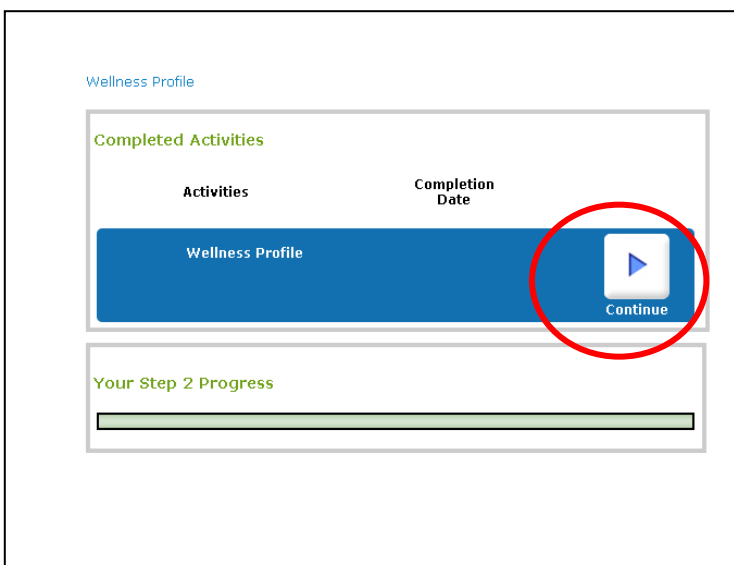 Wellness Profile
Completed Activities
Activities
Completion
Date
Wellness Profile
Continue
Your Step 2 Progress